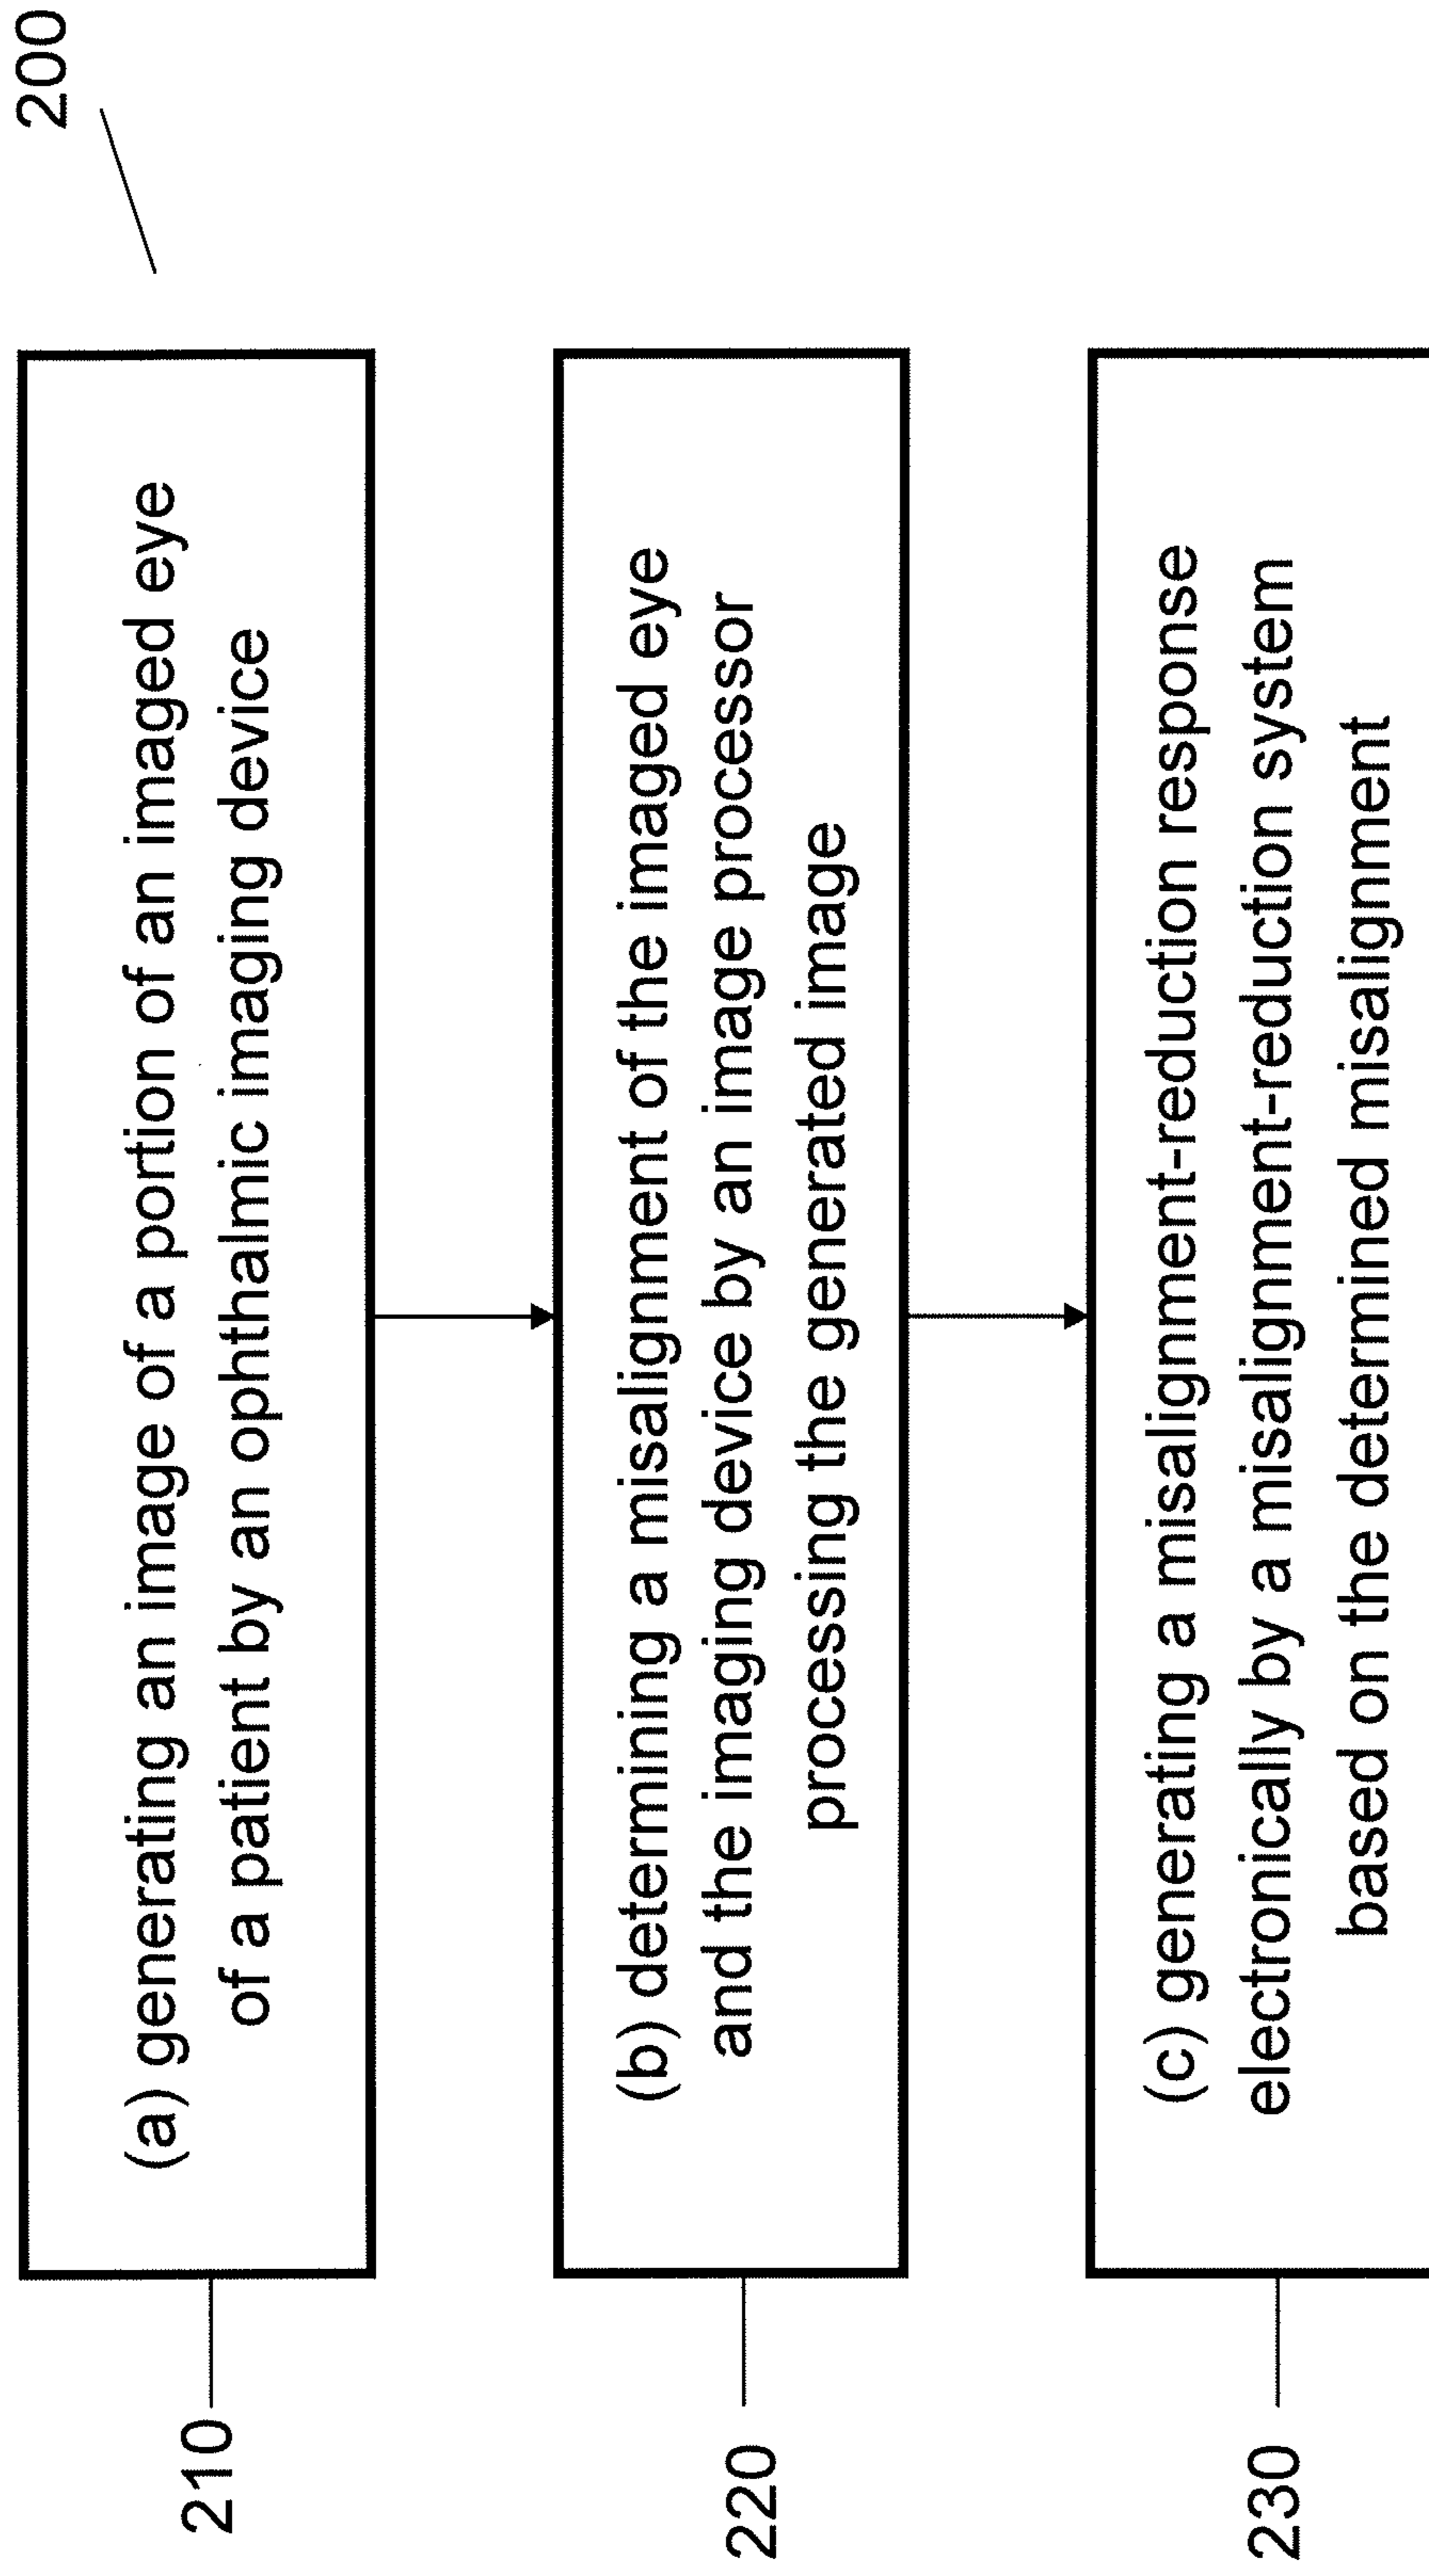 200
210
(a) generating an image of a portion of an imaged eye
of a patient by an ophthalmic imaging device
220
(b) determining a misalignment of the imaged eye
and the imaging device by an image processor
processing the generated image
230
(c) generating a misalignment-reduction response
electronically by a misalignment-reduction system
based on the determined misalignment